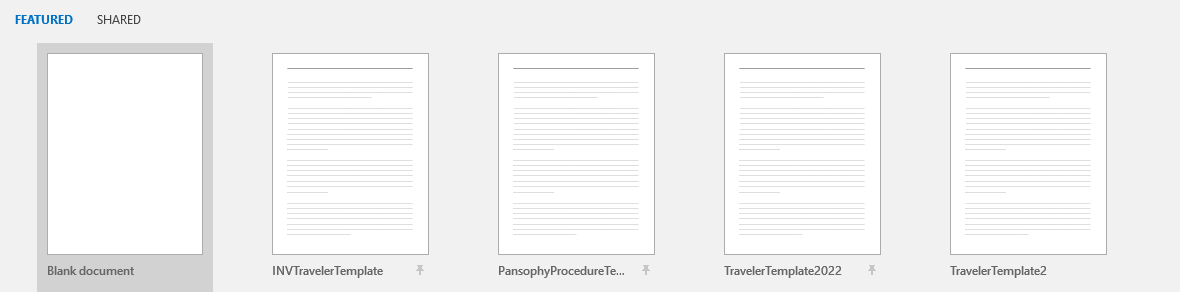 FEATURED SHARED
Blank document INVTravelerTemplate PansophyProcedureTe... TravelerTemplate2022 TravelerTemplate2